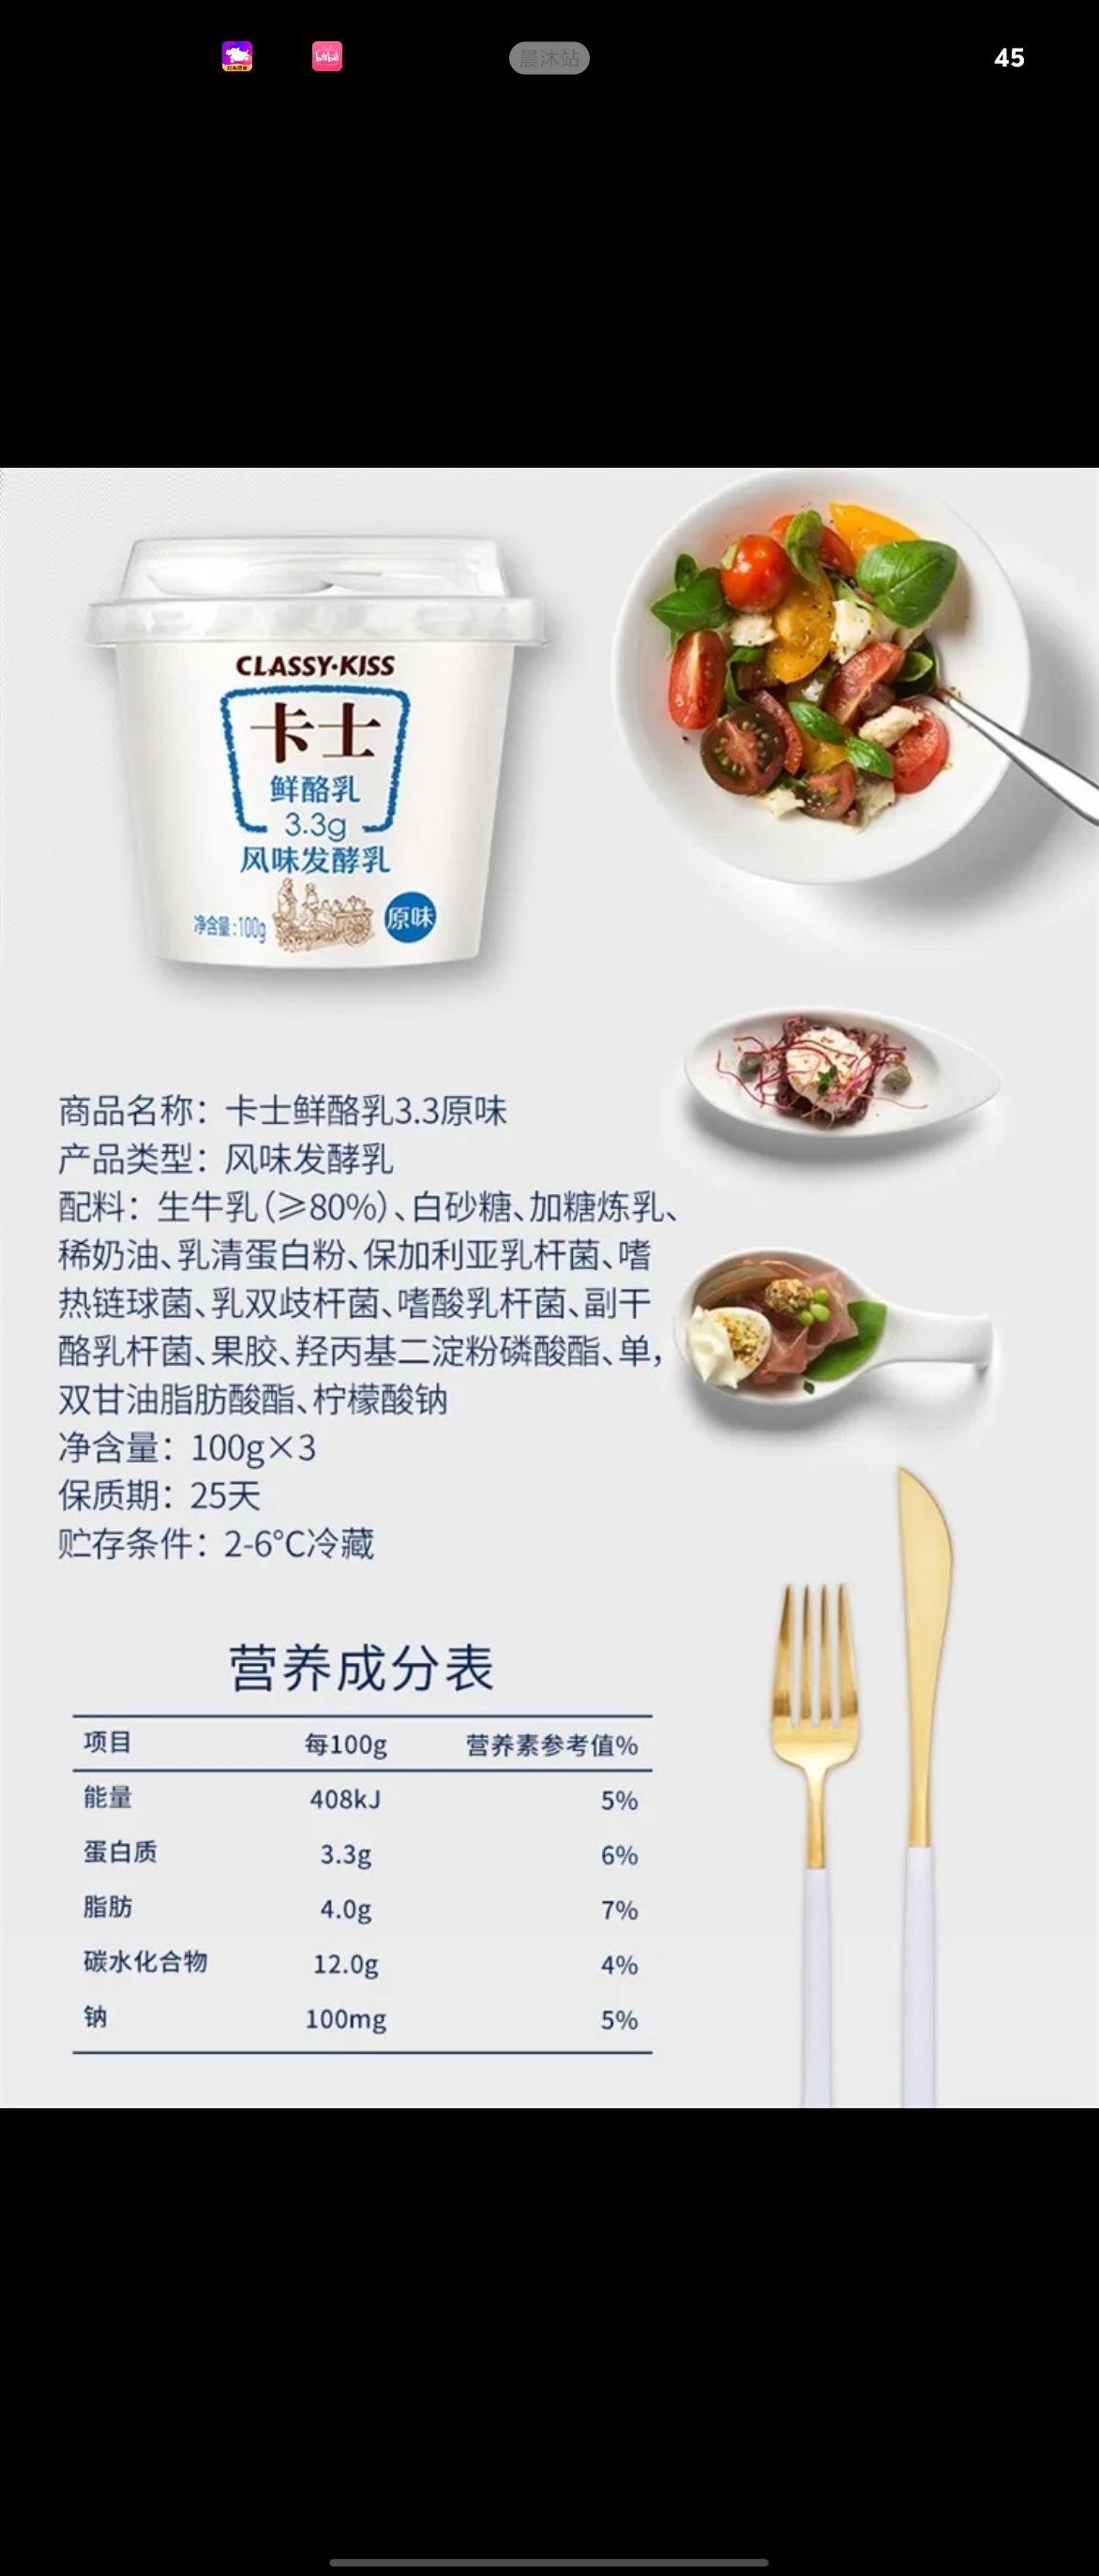 晨沐站
45
bilibili
CLASSY·KISS
卡士
鲜酪乳
3.3g
风味发酵乳
净含量:100g
原味
商品名称：卡士鲜酪乳3.3原味
产品类型：风味发酵乳
配料：生牛乳(≥80%)、白砂糖、加糖炼乳、
稀奶油、乳清蛋白粉、保加利亚乳杆菌、嗜
热链球菌、乳双歧杆菌、嗜酸乳杆菌、副干
酪乳杆菌、果胶、羟丙基二淀粉磷酸酯、单，
双甘油脂肪酸酯、柠檬酸钠
净含量：100g×3
保质期：25天
贮存条件：2-6°C冷藏
营养成分表
项目 每100g 营养素参考值%
能量 408kJ 5%
蛋白质 3.3g 6%
脂肪 4.0g 7%
碳水化合物 12.0g 4%
钠 100mg 5%